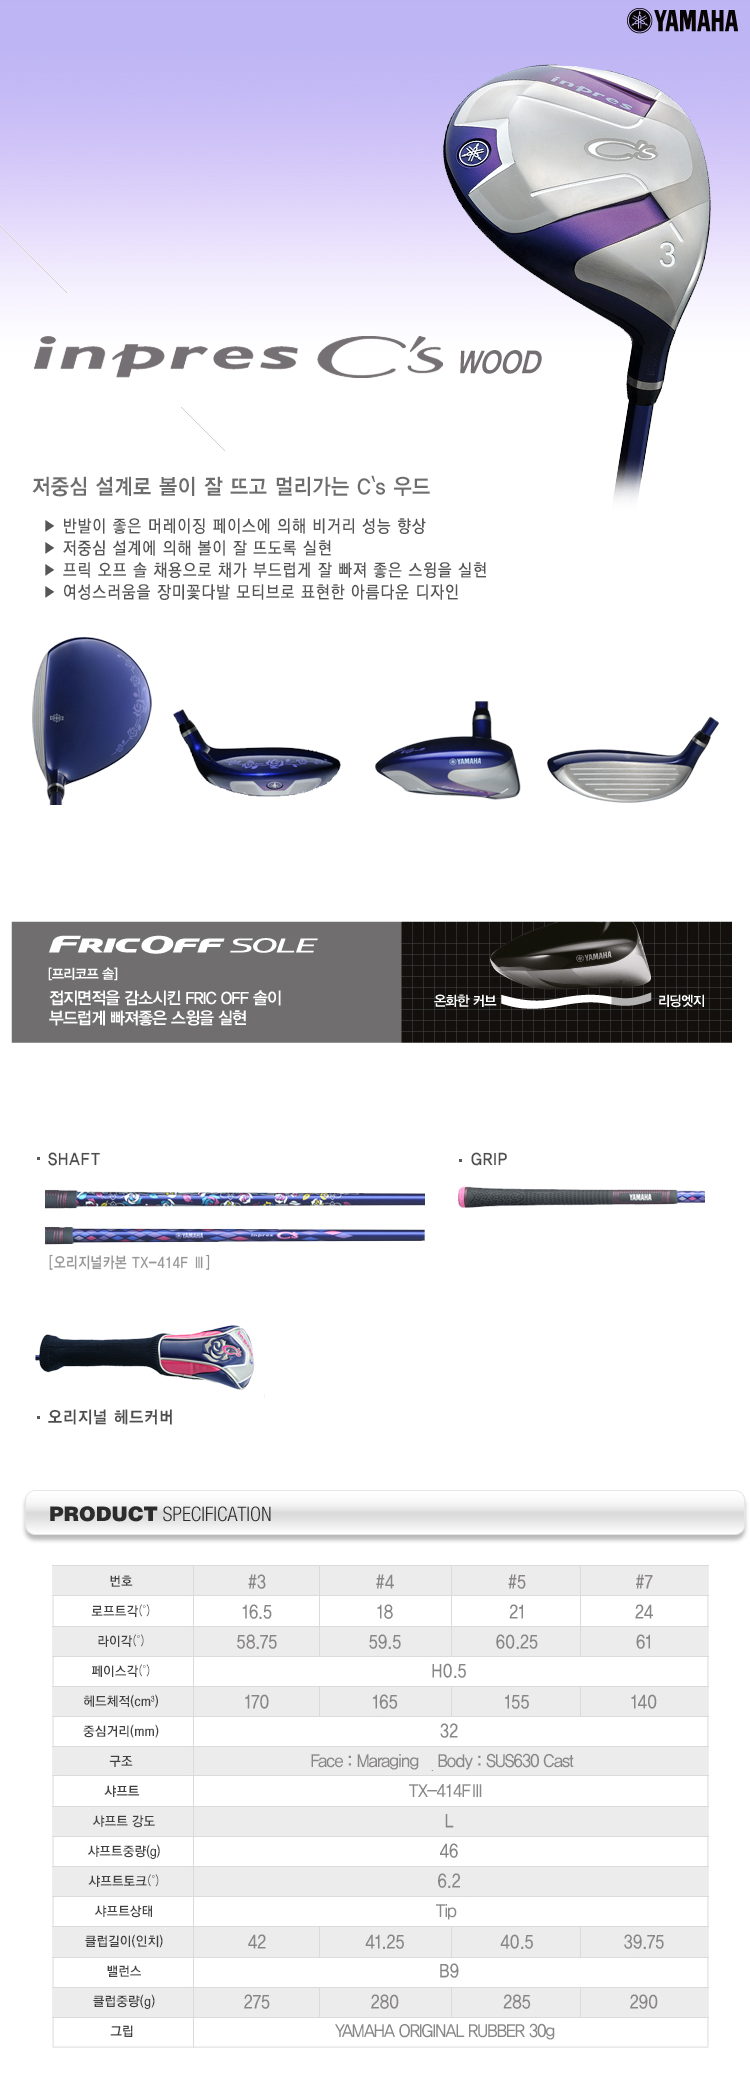 YAMAHA
inpres
C's
3
inpres C's WOOD
저중심 설계로 볼이 잘 뜨고 멀리가는 C`s 우드
▶ 반발이 좋은 머레이징 페이스에 의해 비거리 성능 향상
▶ 저중심 설계에 의해 볼이 잘 뜨도록 실현
▶ 프릭 오프 솔 채용으로 채가 부드럽게 잘 빠져 좋은 스윙을 실현
▶ 여성스러움을 장미꽃다발 모티브로 표현한 아름다운 디자인
YAMAHA
FRICOFF SOLE
[프리코프 솔]
접지면적을 감소시킨 FRIC OFF 솔이
부드럽게 빠져좋은 스윙을 실현
YAMAHA
온화한 커브
리딩엣지
· SHAFT
· GRIP
YAMAHA
YAMAHA inpres C's
[오리지널카본 TX-414F Ⅲ]
· 오리지널 헤드커버
PRODUCT SPECIFICATION
번호 #3 #4 #5 #7
로프트각(°) 16.5 18 21 24
라이각(°) 58.75 59.5 60.25 61
페이스각(°) H0.5
헤드체적(cm³) 170 165 155 140
중심거리(mm) 32
구조 Face : Maraging . Body : SUS630 Cast
샤프트 TX-414FⅢ
샤프트 강도 L
샤프트중량(g) 46
샤프트토크(°) 6.2
샤프트상태 Tip
클럽길이(인치) 42 41.25 40.5 39.75
밸런스 B9
클럽중량(g) 275 280 285 290
그립 YAMAHA ORIGINAL RUBBER 30g